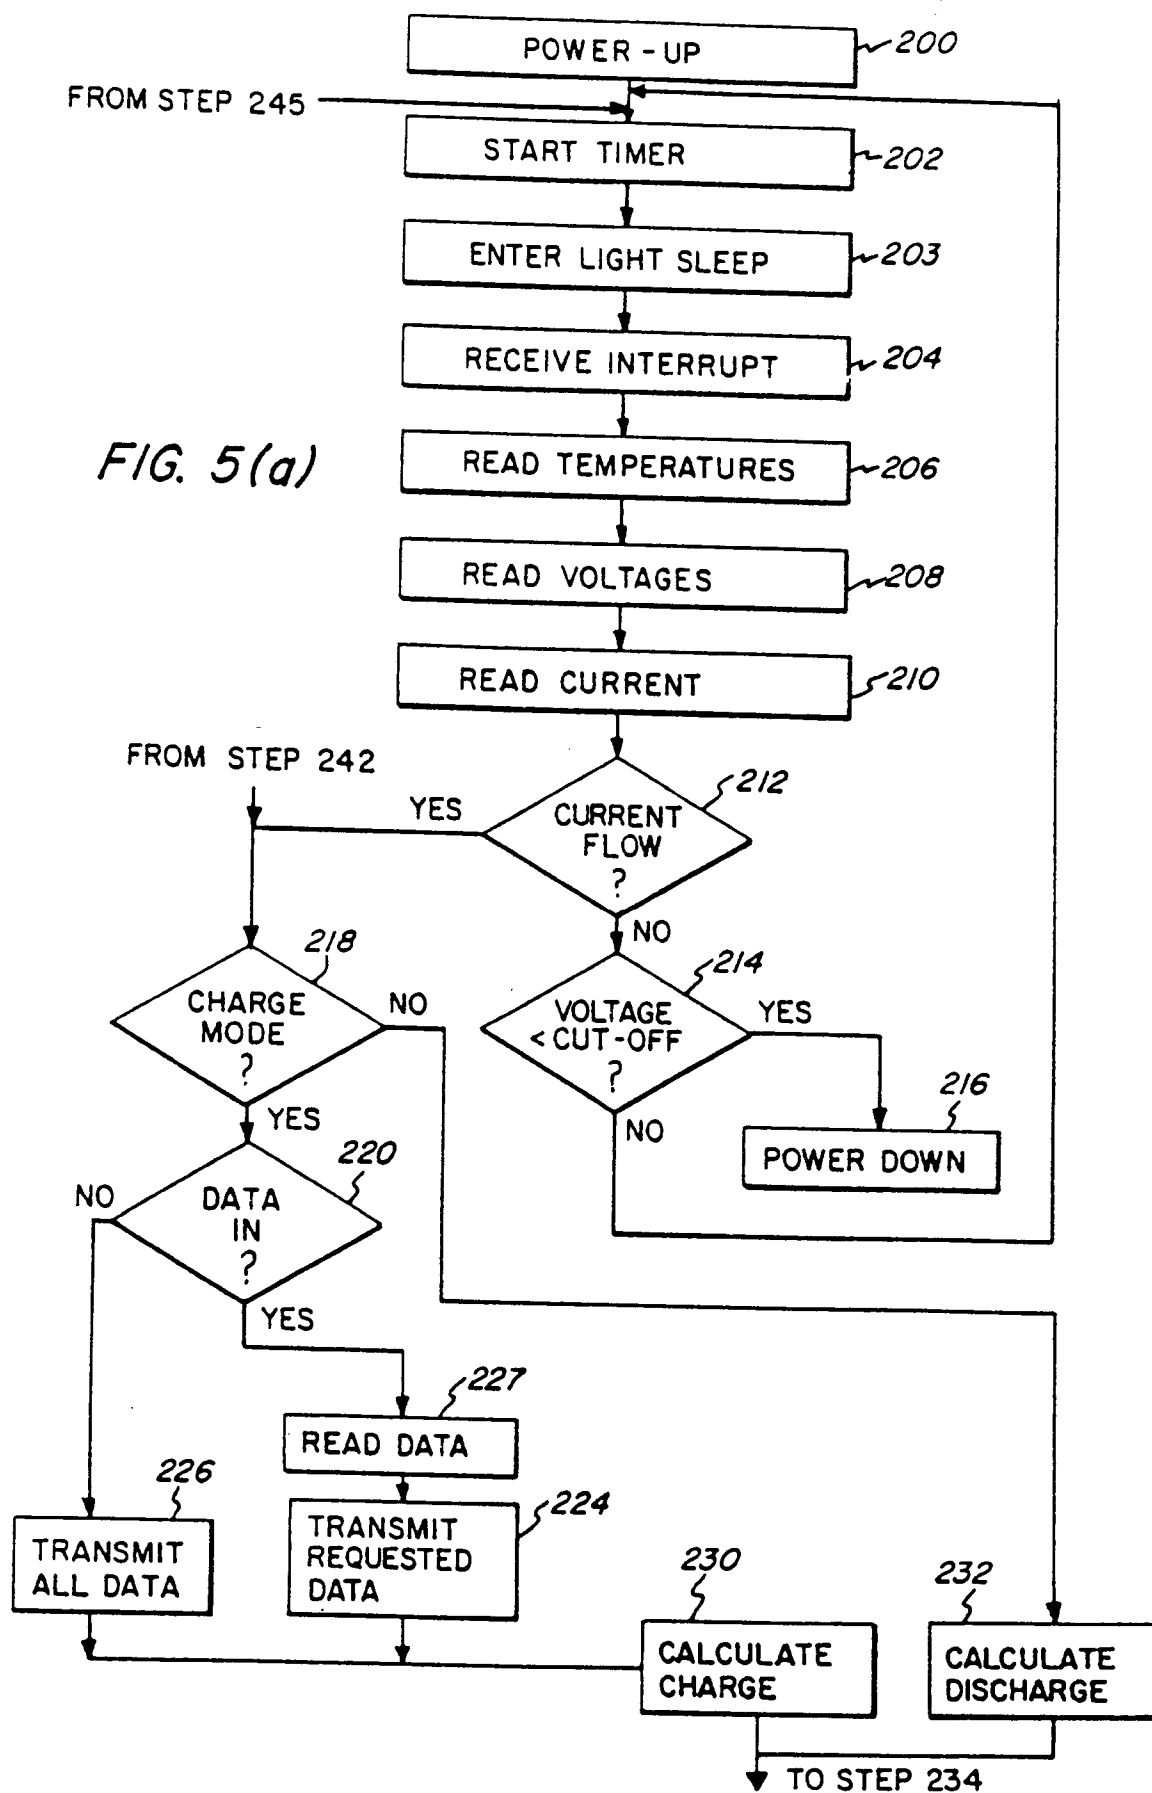 POWER-UP
200
FROM STEP 245
START TIMER
202
ENTER LIGHT SLEEP
203
RECEIVE INTERRUPT
204
FIG. 5(a)
READ TEMPERATURES
206
READ VOLTAGES
208
READ CURRENT
210
FROM STEP 242
YES
CURRENT
FLOW
?
212
NO
218
CHARGE
MODE
?
NO
YES
214
VOLTAGE
< CUT-OFF
?
YES
NO
216
POWER DOWN
220
NO
DATA
IN
?
YES
227
READ DATA
226
TRANSMIT
ALL DATA
224
TRANSMIT
REQUESTED
DATA
230
CALCULATE
CHARGE
232
CALCULATE
DISCHARGE
TO STEP 234